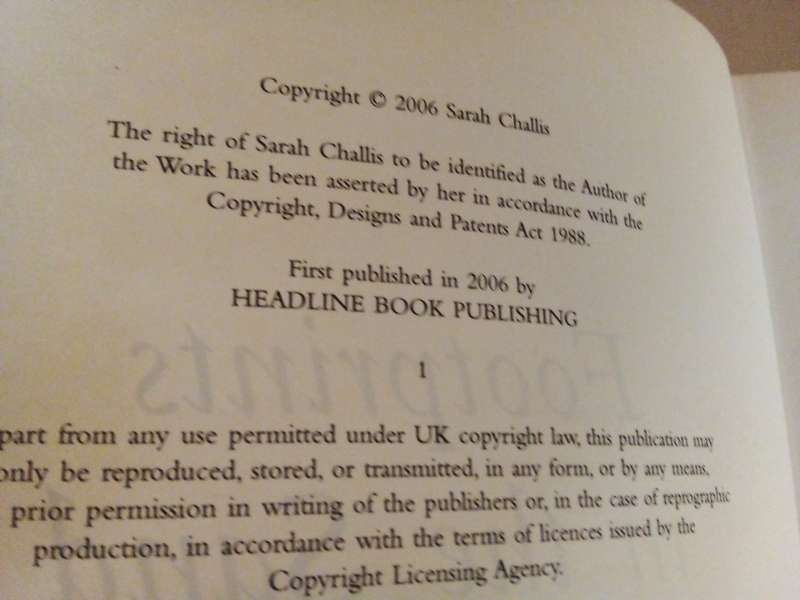 Copyright © 2006 Sarah Challis
The right of Sarah Challis to be identified as the Author of
the Work has been asserted by her in accordance with the
Copyright, Designs and Patents Act 1988.
First published in 2006 by
HEADLINE BOOK PUBLISHING
Footprints
1
part from any use permitted under UK copyright law, this publication may
only be reproduced, stored, or transmitted, in any form, or by any means,
prior permission in writing of the publishers or, in the case of reprographic
production, in accordance with the terms of licences issued by the
Copyright Licensing Agency.